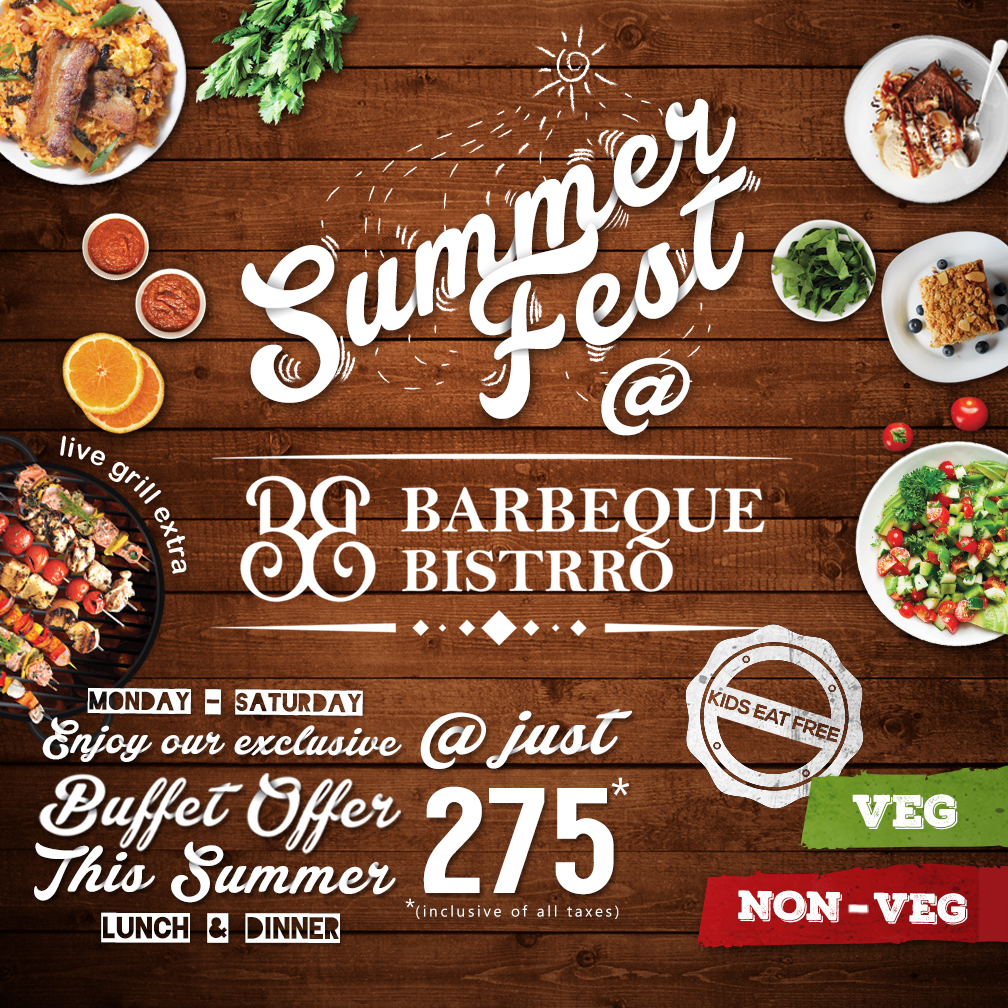 Summer
Fest
@
BB BARBEQUE
BISTRRO
live grill extra
MONDAY - SATURDAY
Enjoy our exclusive
Buffet Offer
This Summer
LUNCH & DINNER
@ just
275*
*(inclusive of all taxes)
KIDS EAT FREE
VEG
NON-VEG